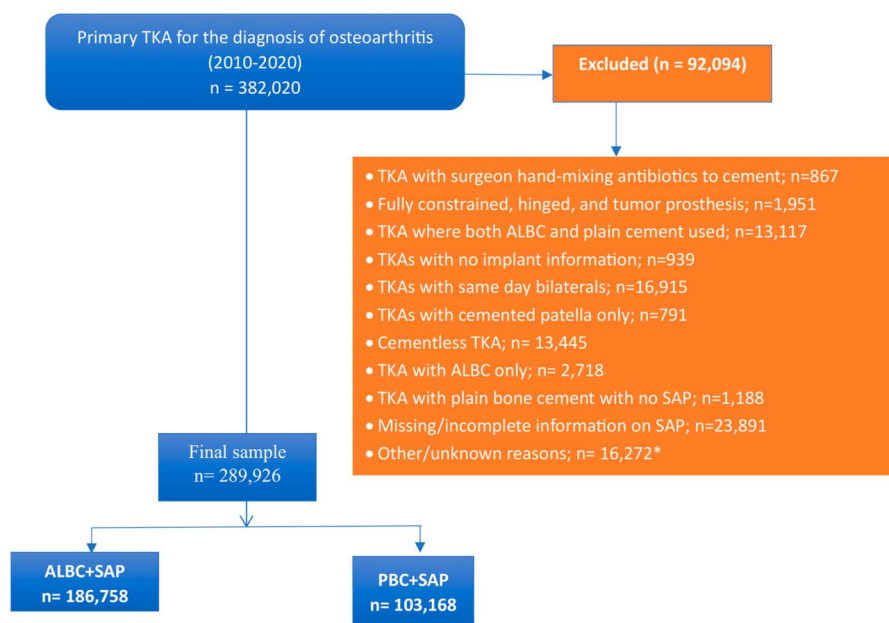 Primary TKA for the diagnosis of osteoarthritis
(2010-2020)
n = 382,020
Excluded (n = 92,094)
• TKA with surgeon hand-mixing antibiotics to cement; n=867
• Fully constrained, hinged, and tumor prosthesis; n=1,951
• TKA where both ALBC and plain cement used; n=13,117
• TKAs with no implant information; n=939
• TKAs with same day bilaterals; n=16,915
• TKAs with cemented patella only; n=791
• Cementless TKA; n= 13,445
• TKA with ALBC only; n= 2,718
• TKA with plain bone cement with no SAP; n=1,188
• Missing/incomplete information on SAP; n=23,891
• Other/unknown reasons; n= 16,272*
Final sample
n= 289,926
ALBC+SAP
n= 186,758
PBC+SAP
n= 103,168